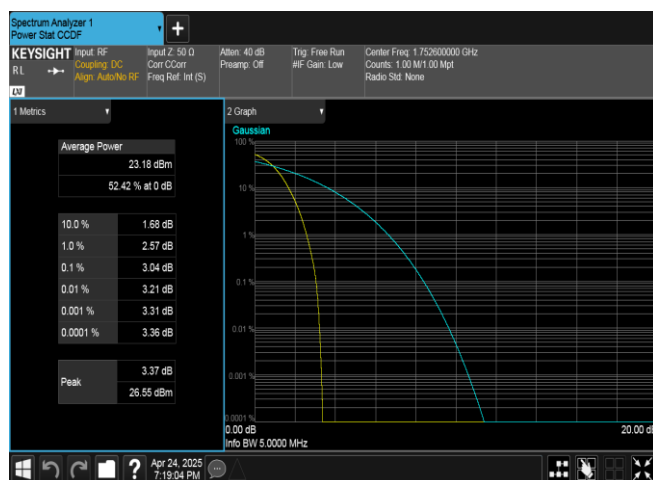 Spectrum Analyzer 1
Power Stat CCDF
+
KEYSIGHT
R L
LXI
Input: RF
Coupling: DC
Align: Auto/No RF
Input Z: 50 Ω
Corr CCorr
Freq Ref: Int (S)
Atten: 40 dB
Preamp: Off
Trig: Free Run
#IF Gain: Low
Center Freq: 1.752600000 GHz
Counts: 1.00 M/1.00 Mpt
Radio Std: None
1 Metrics
Average Power
23.18 dBm
52.42 % at 0 dB
10.0 % 1.68 dB
1.0 % 2.57 dB
0.1 % 3.04 dB
0.01 % 3.21 dB
0.001 % 3.31 dB
0.0001 % 3.36 dB
Peak
3.37 dB
26.55 dBm
2 Graph
Gaussian
100 %
10 %
1 %
0.1 %
0.01 %
0.001 %
0.0001 %
0.00 dB
20.00 dB
Info BW 5.0000 MHz
?
Apr 24, 2025
7:19:04 PM